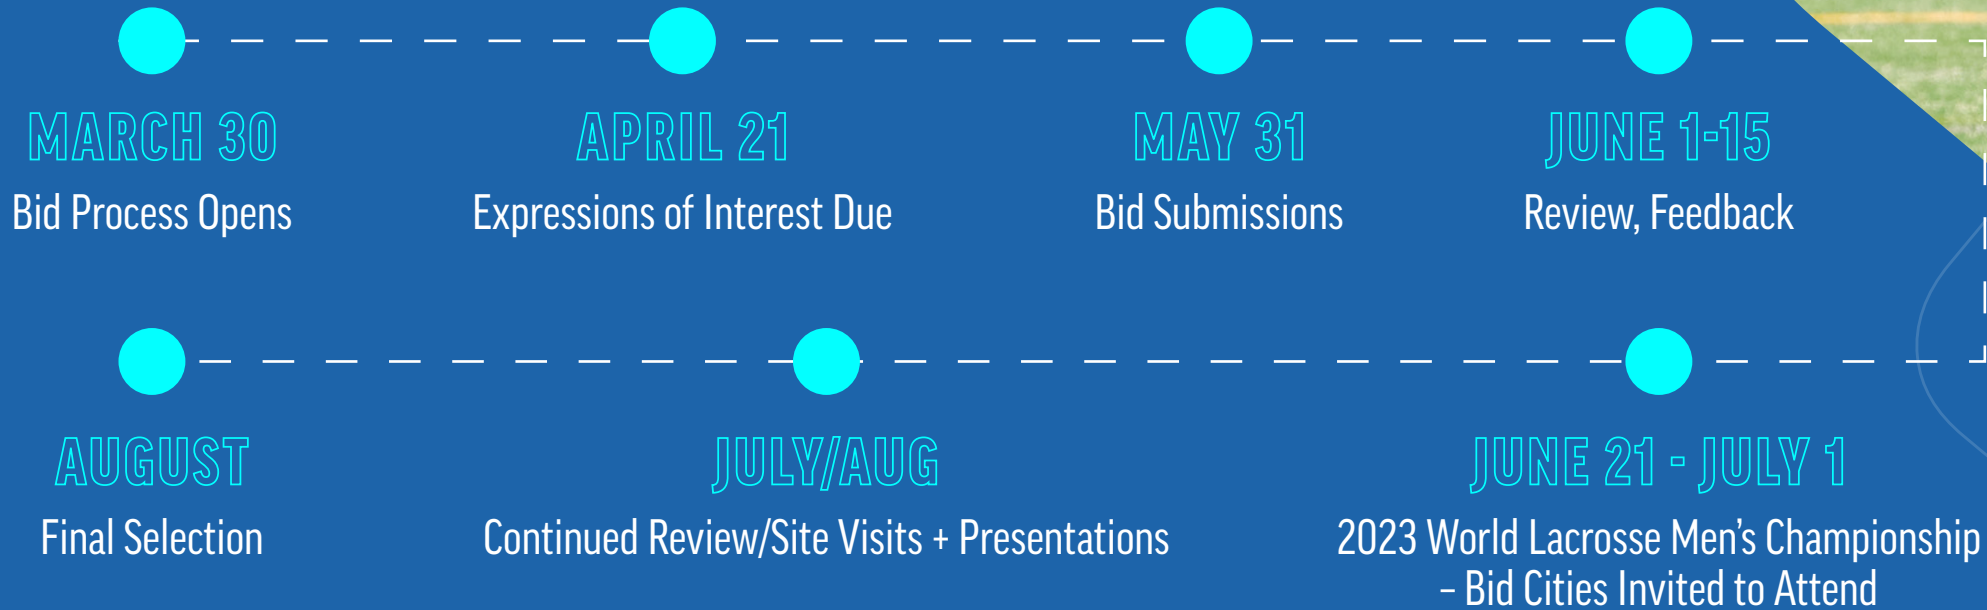 MARCH 30
Bid Process Opens
APRIL 21
Expressions of Interest Due
MAY 31
Bid Submissions
JUNE 1-15
Review, Feedback
JUNE 21 - JULY 1
2023 World Lacrosse Men’s Championship
– Bid Cities Invited to Attend
JULY/AUG
Continued Review/Site Visits + Presentations
AUGUST
Final Selection